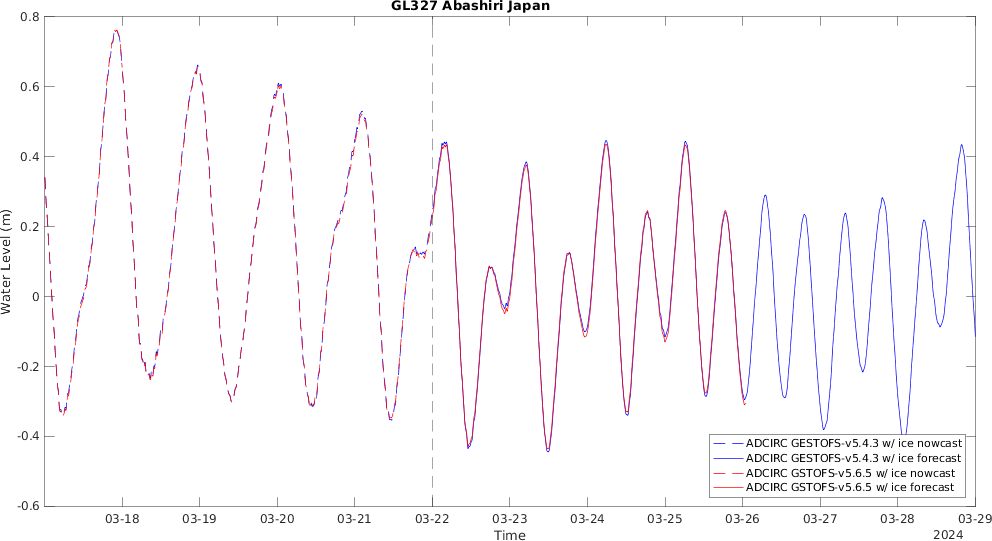 GL327 Abashiri Japan
0.8
0.6
0.4
0.2
0
-0.2
-0.4
-0.6
Water Level (m)
03-18 03-19 03-20 03-21 03-22 03-23 03-24 03-25 03-26 03-27 03-28 03-29
Time
2024
ADCIRC GESTOFS-v5.4.3 w/ ice nowcast
ADCIRC GESTOFS-v5.4.3 w/ ice forecast
ADCIRC GSTOFS-v5.6.5 w/ ice nowcast
ADCIRC GSTOFS-v5.6.5 w/ ice forecast